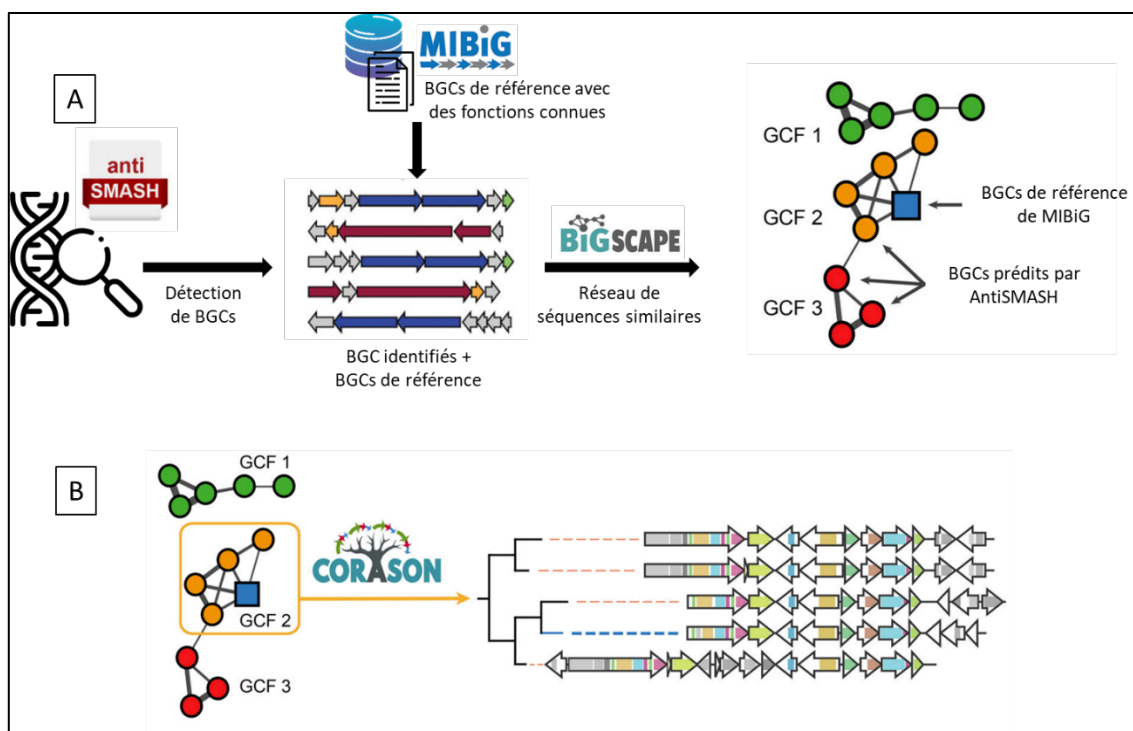 A
anti
SMASH
MIBiG
BGCs de référence avec
des fonctions connues
Détection
de BGCs
BGC identifiés +
BGCs de référence
BiGSCAPE
Réseau de
séquences similaires
GCF 1
GCF 2
GCF 3
BGCs de référence
de MIBiG
BGCs prédits par
AntiSMASH
B
GCF 1
GCF 2
GCF 3
CORASON